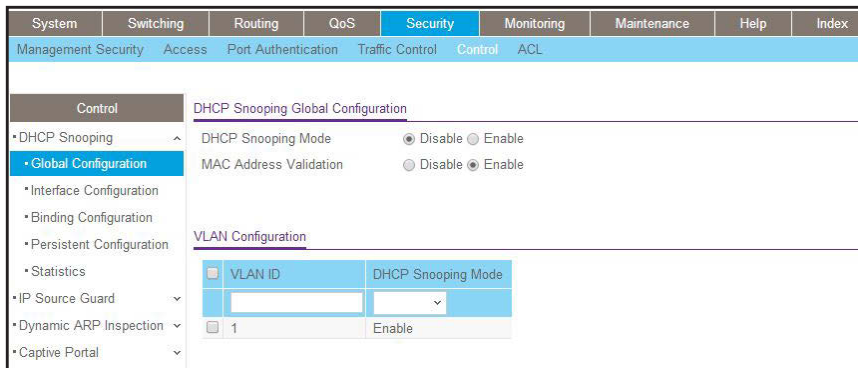 System Switching Routing QoS Security Monitoring Maintenance Help Index
Management Security Access Port Authentication Traffic Control Control ACL
Control
DHCP Snooping
Global Configuration
Interface Configuration
Binding Configuration
Persistent Configuration
Statistics
IP Source Guard
Dynamic ARP Inspection
Captive Portal
DHCP Snooping Global Configuration
DHCP Snooping Mode Disable Enable
MAC Address Validation Disable Enable
VLAN Configuration
VLAN ID DHCP Snooping Mode
1 Enable